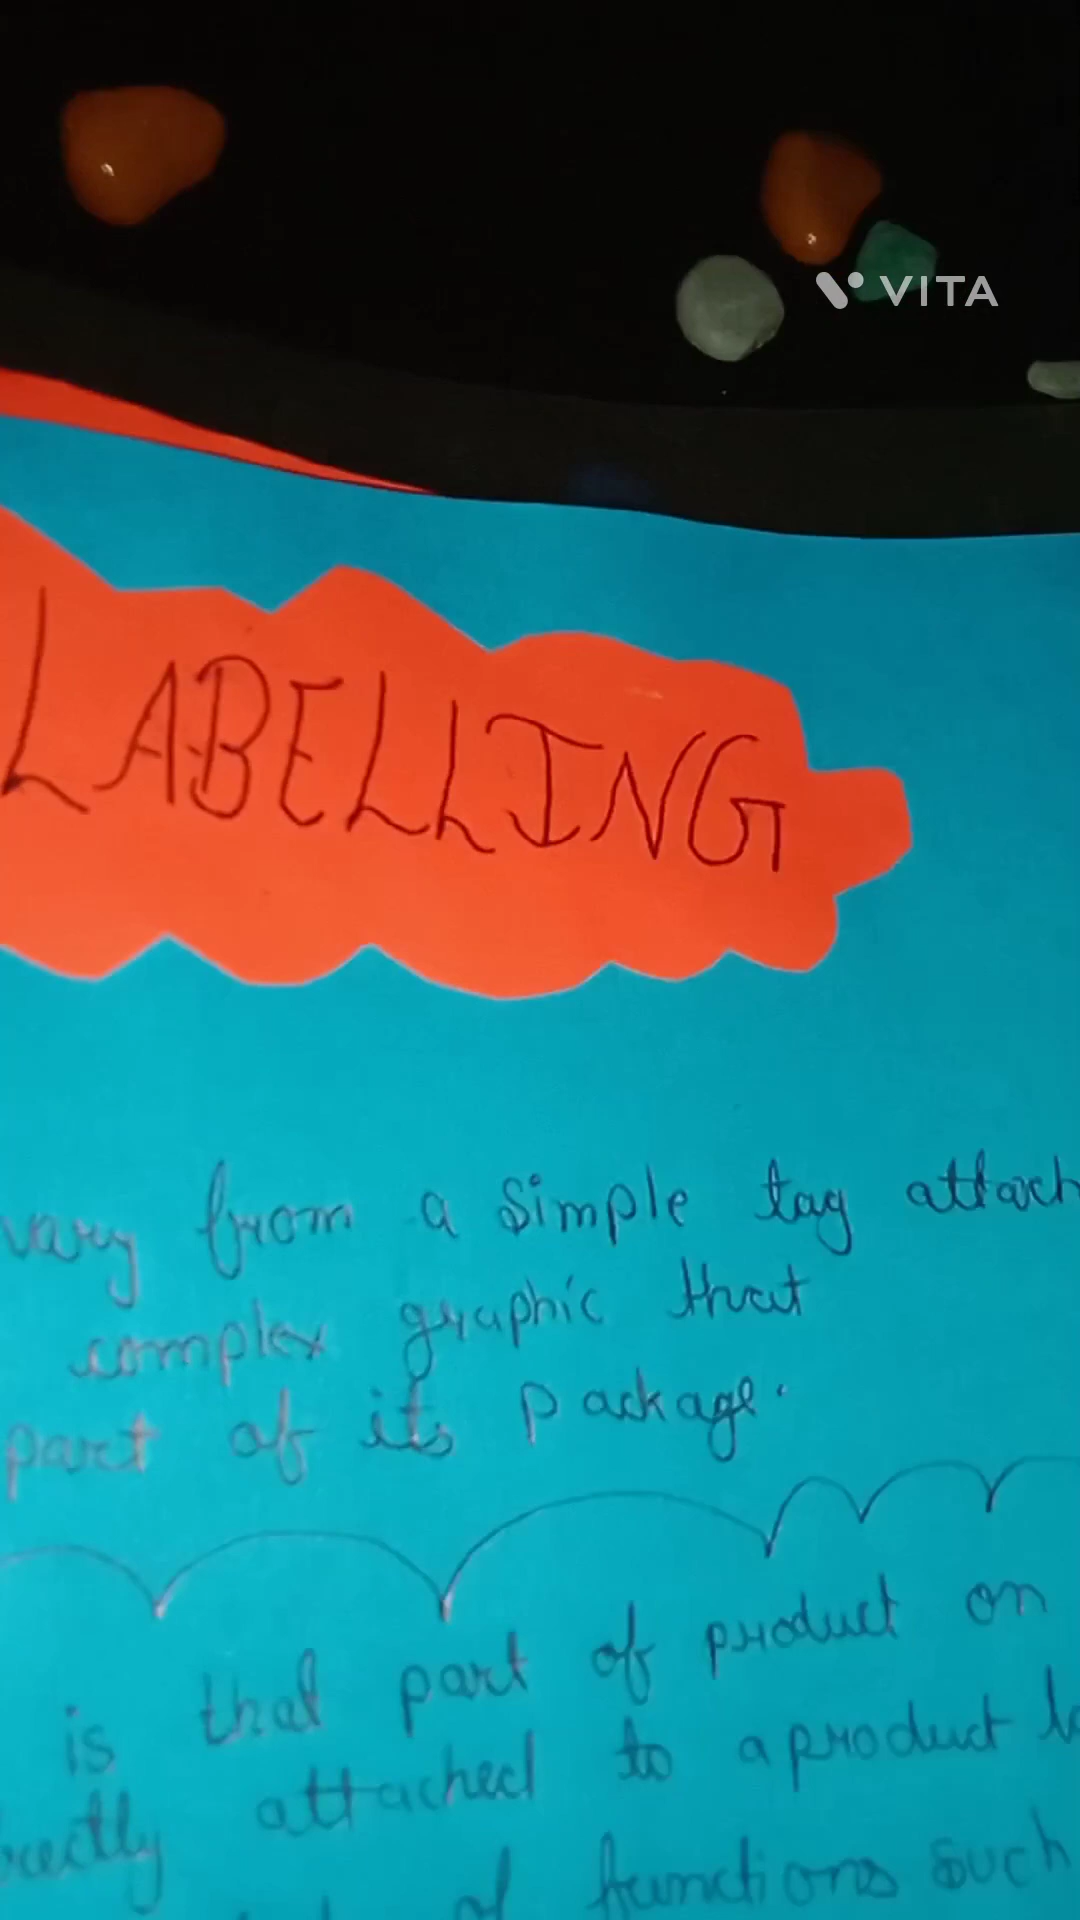 VITA
LABELLING
vary from a simple tag attach
complex graphic that
part of its package.
is that part of product on
attached to a product
of functions such